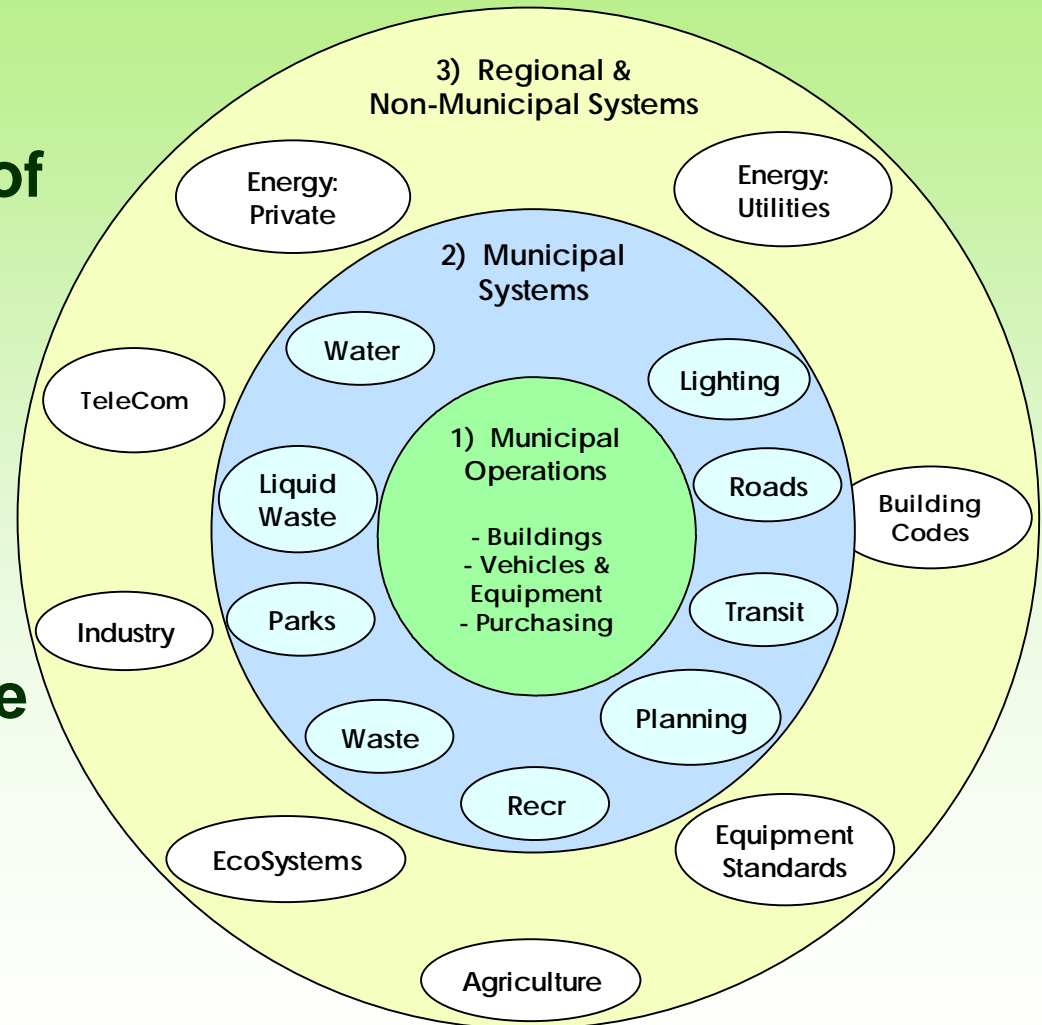 of
e
3) Regional &
Non-Municipal Systems
Energy:
Private
Energy:
Utilities
2) Municipal
Systems
Water
Lighting
TeleCom
1) Municipal
Operations
- Buildings
- Vehicles &
Equipment
- Purchasing
Liquid
Waste
Roads
Building
Codes
Parks
Transit
Industry
Planning
Waste
Recr
Equipment
Standards
EcoSystems
Agriculture